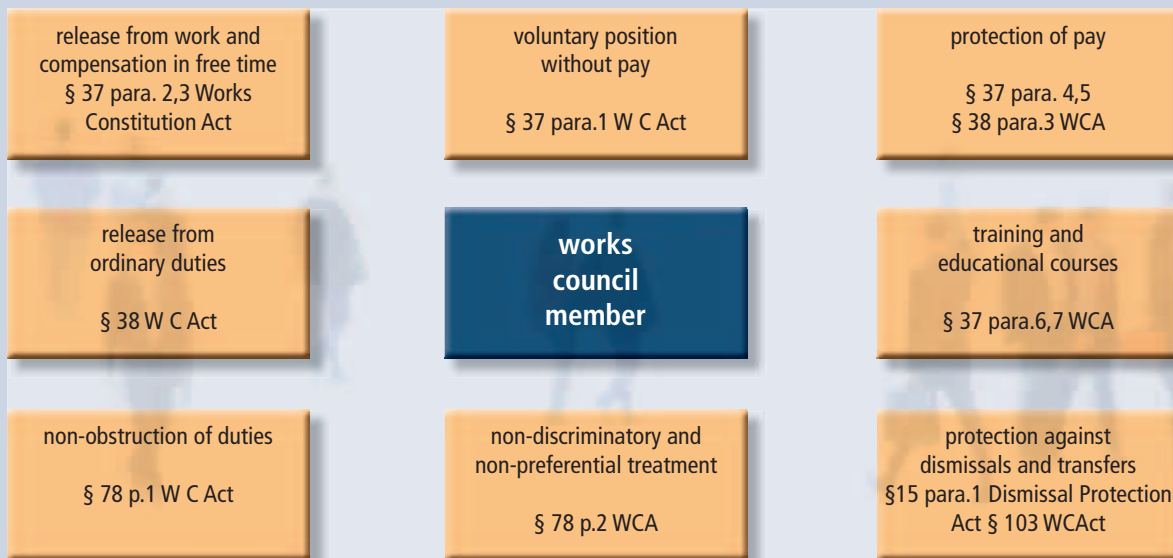 release from work and
compensation in free time
§ 37 para. 2,3 Works
Constitution Act
voluntary position
without pay
§ 37 para.1 W C Act
protection of pay
§ 37 para. 4,5
§ 38 para.3 WCA
release from
ordinary duties
§ 38 W C Act
works
council
member
training and
educational courses
§ 37 para.6,7 WCA
non-obstruction of duties
§ 78 p.1 W C Act
non-discriminatory and
non-preferential treatment
§ 78 p.2 WCA
protection against
dismissals and transfers
§15 para.1 Dismissal Protection
Act § 103 WCAct